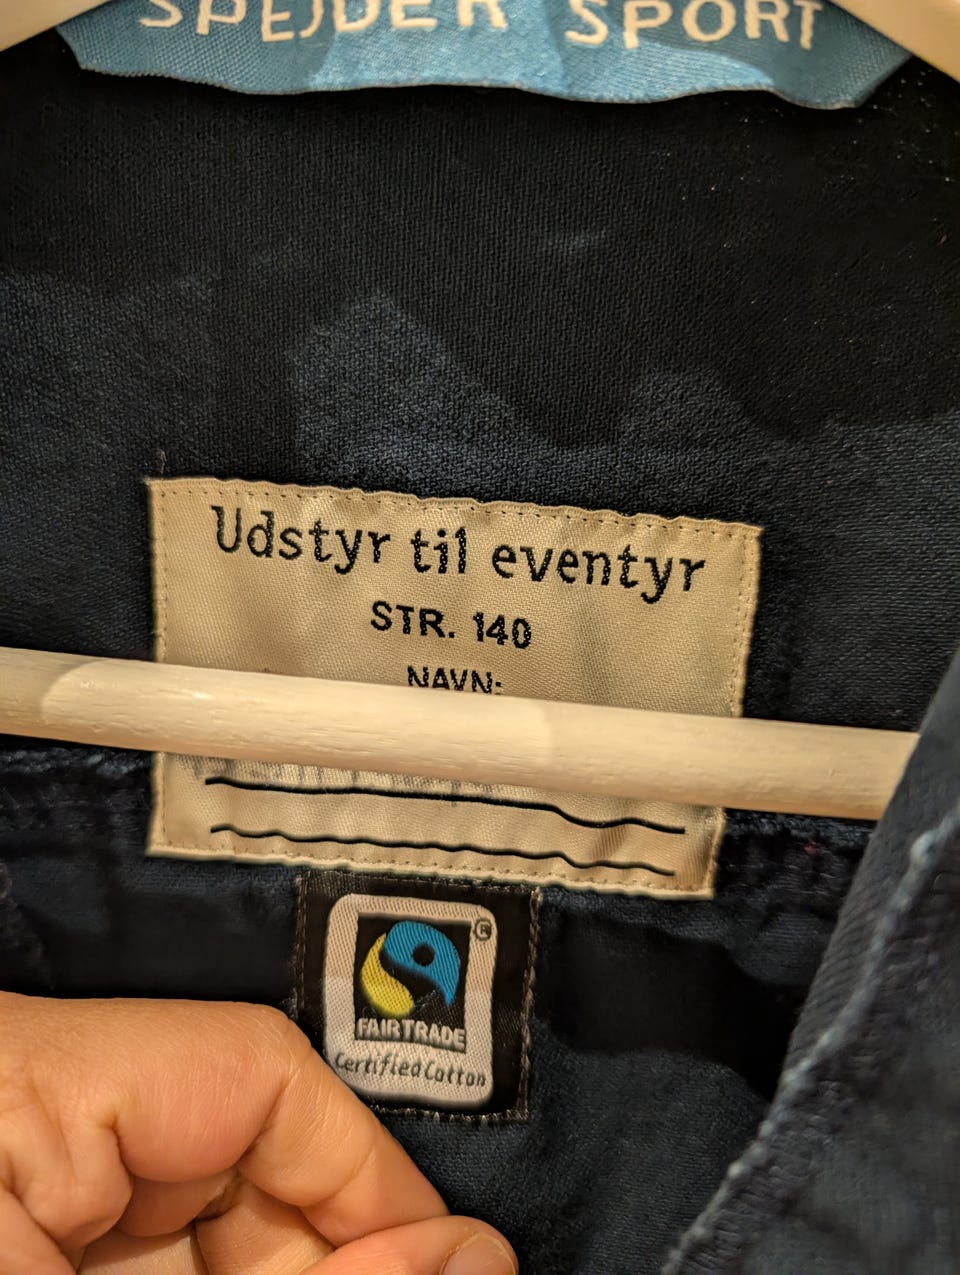 SPEJDER SPORT
Udstyr til eventyr
STR. 140
NAVN:
®
FAIRTRADE
Certified Cotton